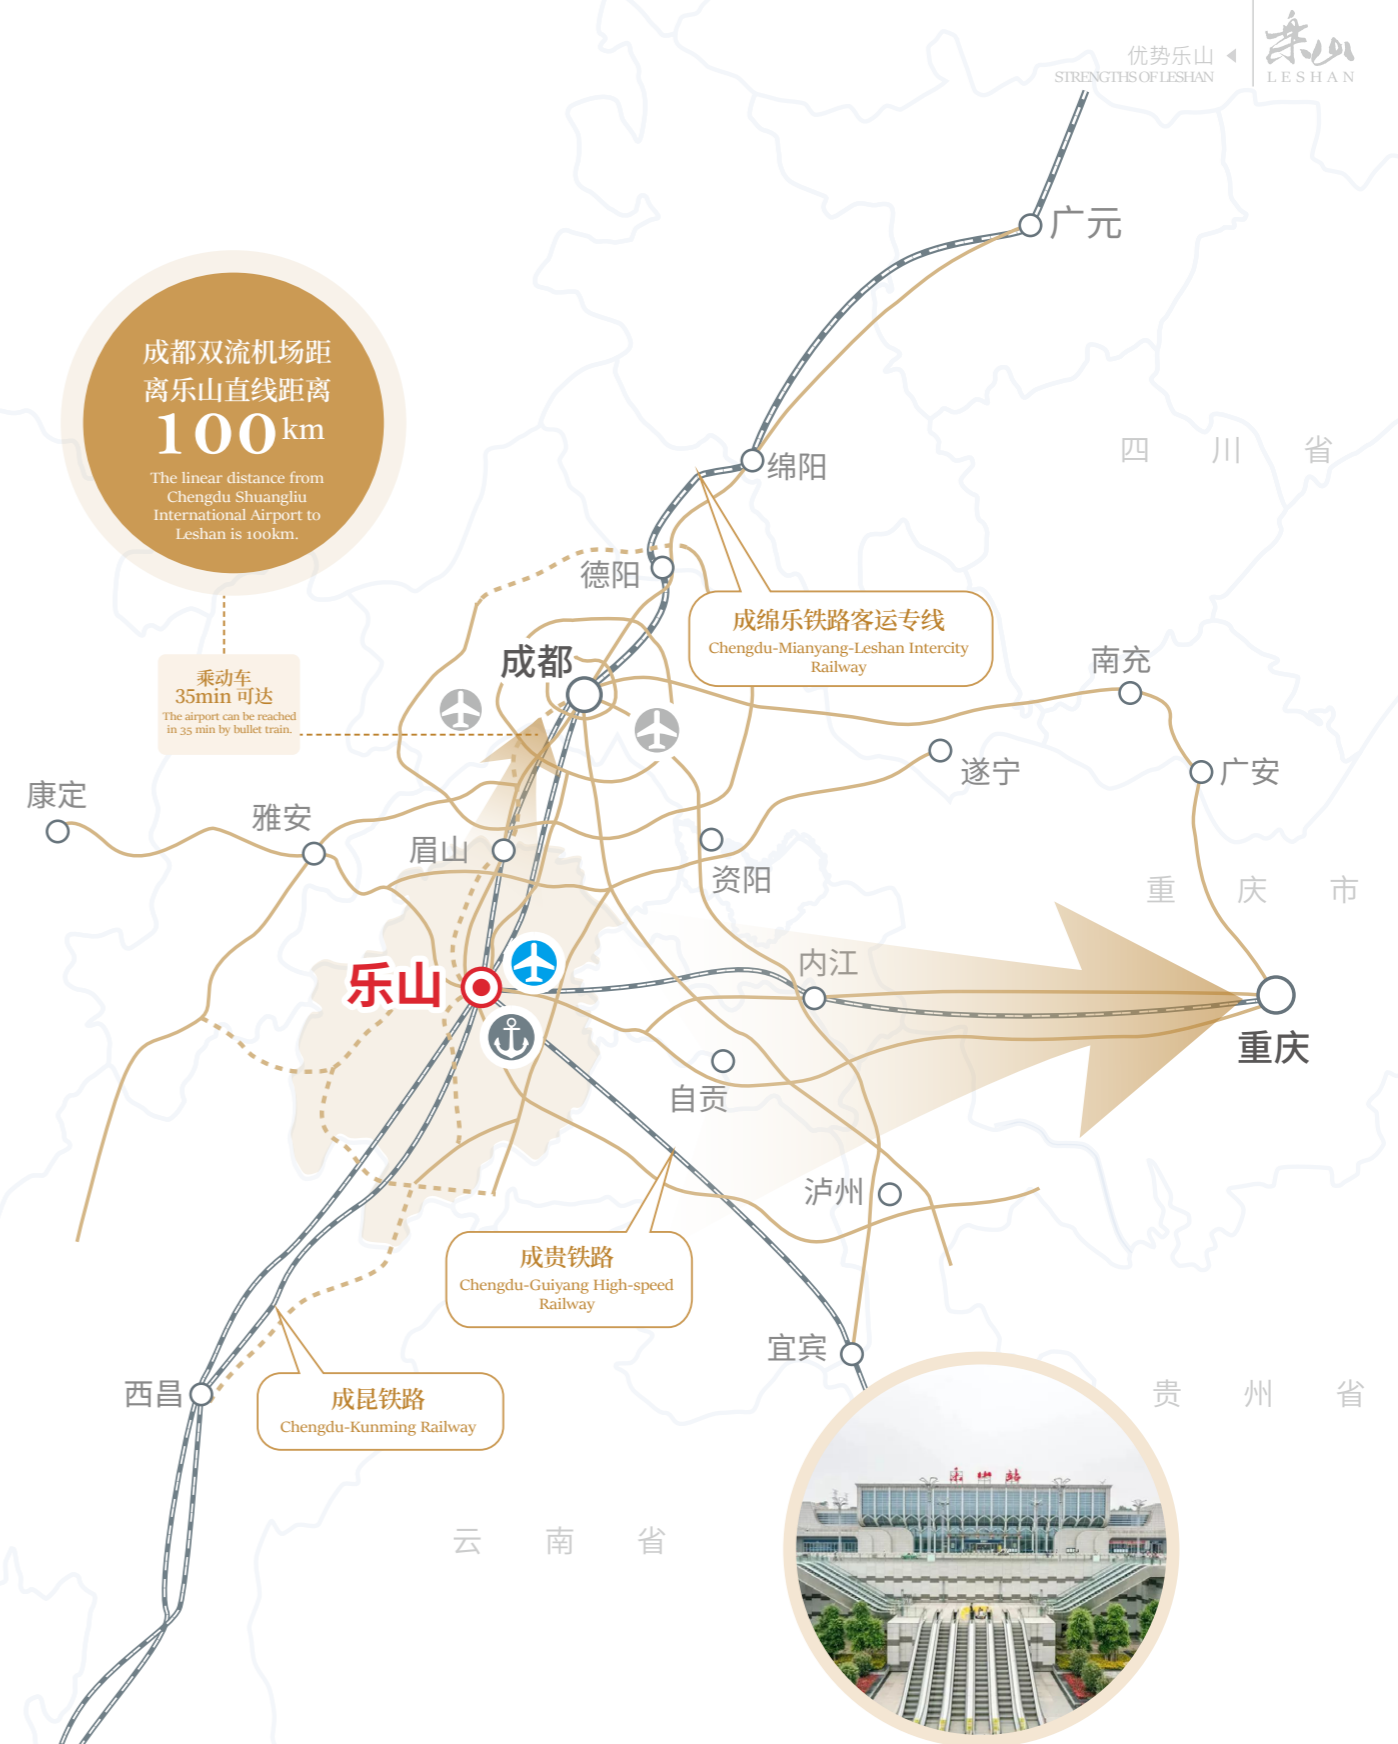 优势乐山
STRENGTHS OF LESHAN
乐山
LESHAN
广元
成都双流机场距
离乐山直线距离
100km
The linear distance from
Chengdu Shuangliu
International Airport to
Leshan is 100km.
四川省
绵阳
德阳
成绵乐铁路客运专线
Chengdu-Mianyang-Leshan Intercity
Railway
成都
南充
乘动车
35min 可达
The airport can be reached
in 35 min by bullet train.
遂宁
广安
康定
雅安
眉山
资阳
重庆市
内江
乐山
重庆
自贡
泸州
成贵铁路
Chengdu-Guiyang High-speed
Railway
宜宾
西昌
成昆铁路
Chengdu-Kunming Railway
贵州省
乐山站
云南省